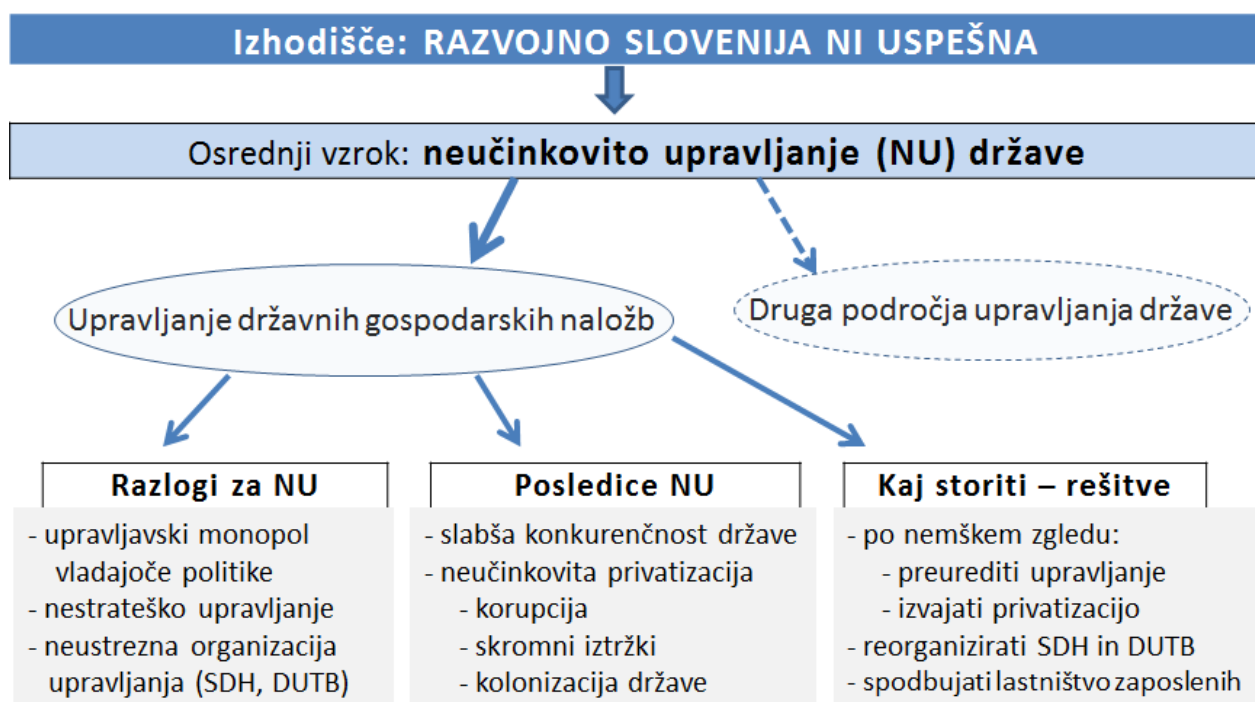 Izhodišče: RAZVOJNO SLOVENIJA NI USPEŠNA
Osrednji vzrok: neučinkovito upravljanje (NU) države
Upravljanje državnih gospodarskih naložb
Druga področja upravljanja države
Razlogi za NU
- upravljavski monopol
vladajoče politike
- nestrateško upravljanje
- neustrezna organizacija
upravljanja (SDH, DUTB)
Posledice NU
- slabša konkurenčnost države
- neučinkovita privatizacija
- korupcija
- skromni iztržki
- kolonizacija države
Kaj storiti – rešitve
- po nemškem zgledu:
- preurediti upravljanje
- izvajati privatizacijo
- reorganizirati SDH in DUTB
- spodbujati lastništvo zaposlenih